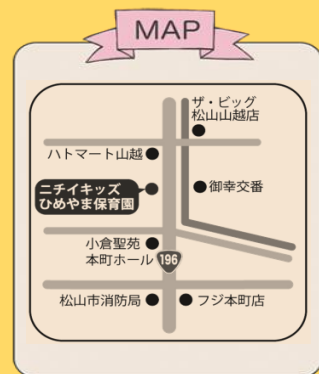 MAP
ザ・ビッグ
松山山越店
ハトマート山越
ニチイキッズ
ひめやま保育園
御幸交番
小倉聖苑
本町ホール
196
松山市消防局
フジ本町店